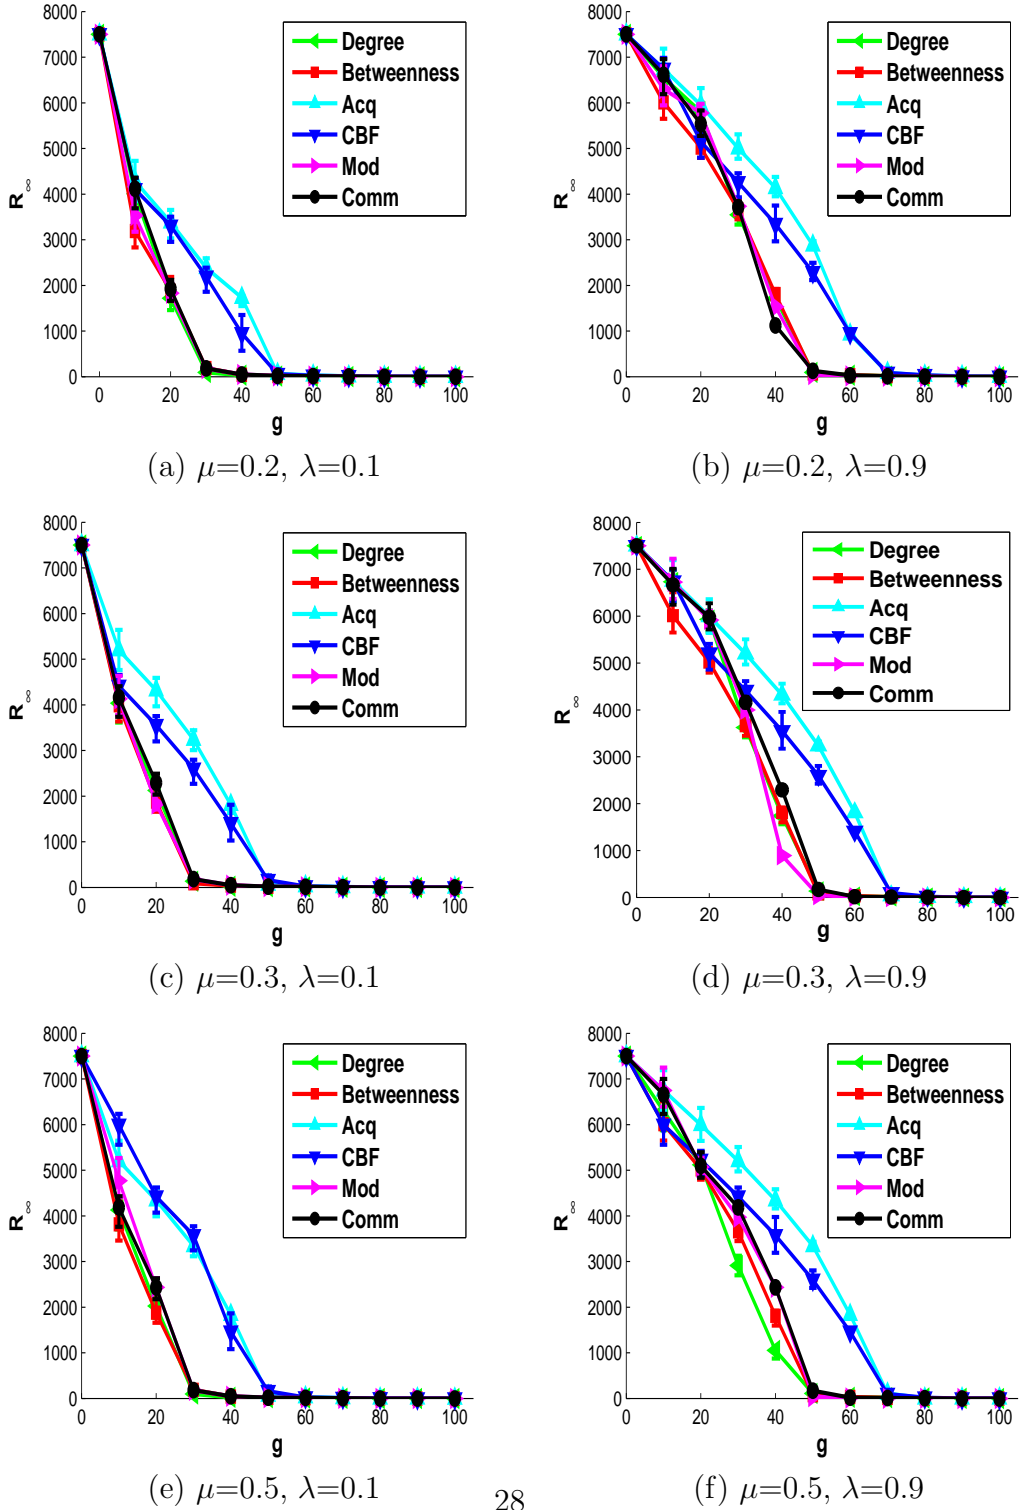 8000
7000
6000
5000
4000
3000
2000
1000
0
R∞
Degree
Betweenness
Acq
CBF
Mod
Comm
0 20 40 60 80 100
g
(a) μ=0.2, λ=0.1
8000
7000
6000
5000
4000
3000
2000
1000
0
R∞
Degree
Betweenness
Acq
CBF
Mod
Comm
0 20 40 60 80 100
g
(b) μ=0.2, λ=0.9
8000
7000
6000
5000
4000
3000
2000
1000
0
R∞
Degree
Betweenness
Acq
CBF
Mod
Comm
0 20 40 60 80 100
g
(c) μ=0.3, λ=0.1
8000
7000
6000
5000
4000
3000
2000
1000
0
R∞
Degree
Betweenness
Acq
CBF
Mod
Comm
0 20 40 60 80 100
g
(d) μ=0.3, λ=0.9
8000
7000
6000
5000
4000
3000
2000
1000
0
R∞
Degree
Betweenness
Acq
CBF
Mod
Comm
0 20 40 60 80 100
g
(e) μ=0.5, λ=0.1
8000
7000
6000
5000
4000
3000
2000
1000
0
R∞
Degree
Betweenness
Acq
CBF
Mod
Comm
0 20 40 60 80 100
g
(f) μ=0.5, λ=0.9
28